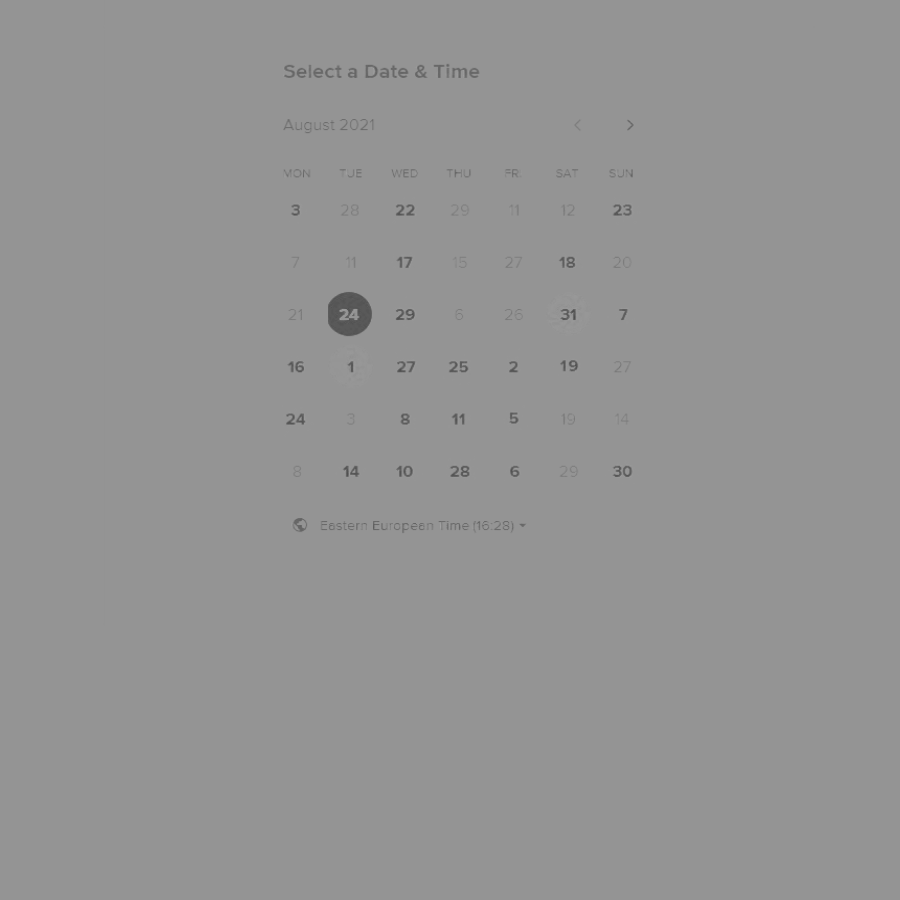 Select a Date & Time
August 2021
MON TUE WED THU FRI SAT SUN
3 28 22 29 11 12 23
7 11 17 15 27 18 20
21 24 29 6 26 31 7
16 1 27 25 2 19 27
24 3 8 11 5 19 14
8 14 10 28 6 29 30
Eastern European Time (16:28)